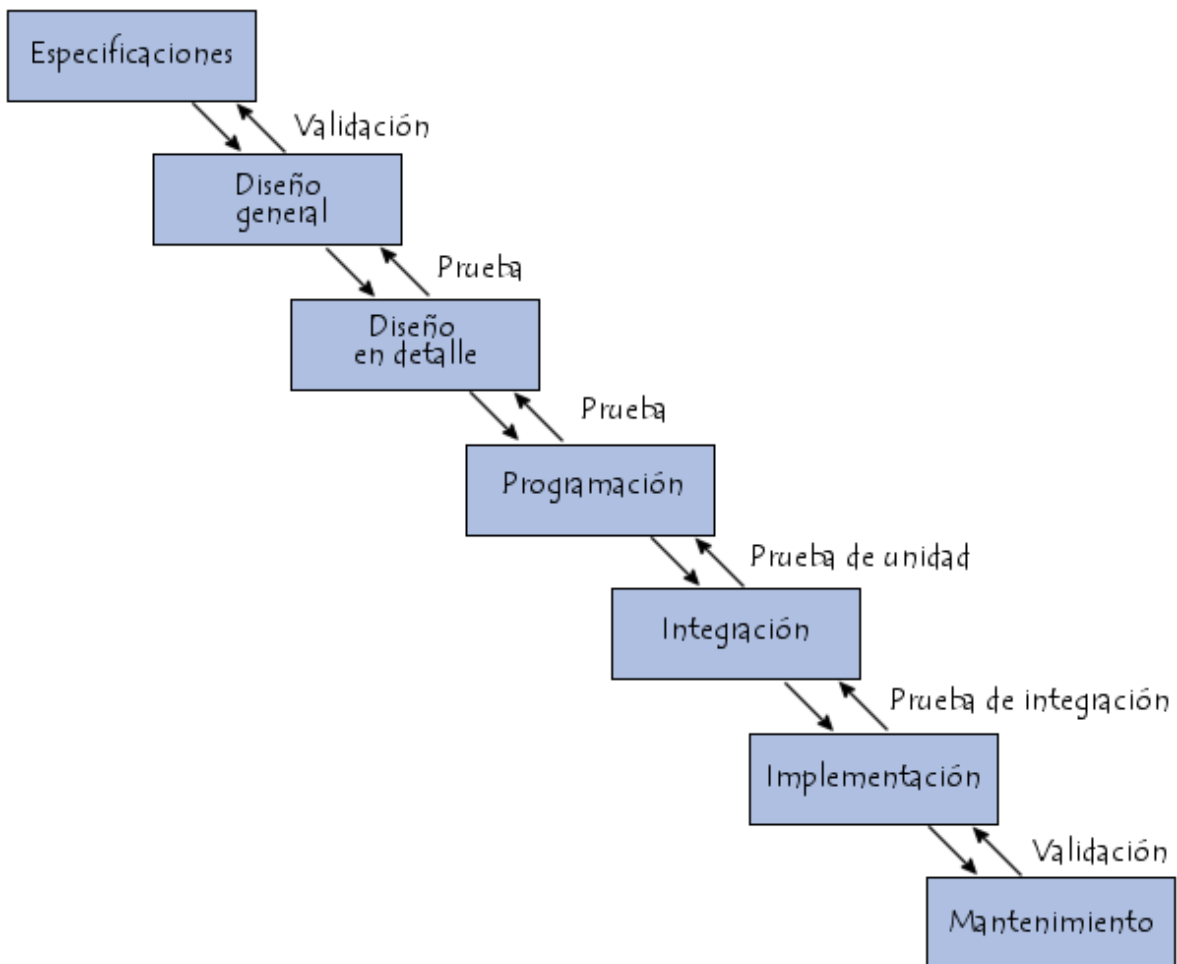 Especificaciones
Validación
Diseño
general
Prueba
Diseño
en detalle
Prueba
Programación
Prueba de unidad
Integración
Prueba de integración
Implementación
Validación
Mantenimiento